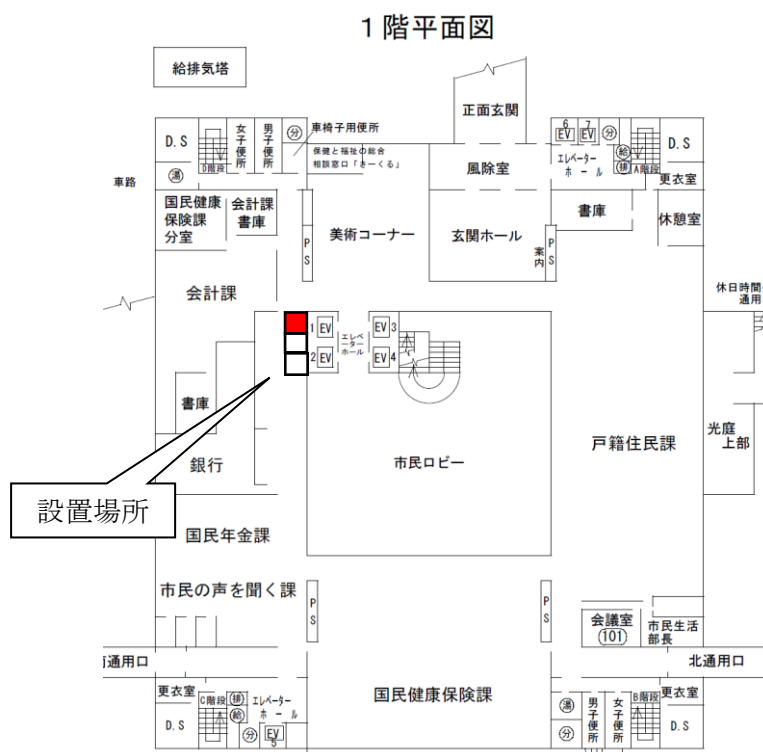 1階平面図
給排気塔
正面玄関
D.S
D階段
女子便所
男子便所
分
車椅子用便所
保健と福祉の総合
相談窓口「きーくる」
風除室
6
EV
7
EV
分
エレベーター
ホール
給
排
A階段
D.S
車路
湯
更衣室
国民健康
保険課
分室
会計課
書庫
PS
美術コーナー
玄関ホール
案内
PS
書庫
休憩室
会計課
休日時間
通用
1 EV
エレベーターホール
EV 3
2 EV
EV 4
書庫
銀行
市民ロビー
戸籍住民課
光庭
上部
設置場所
国民年金課
市民の声を聞く課
PS
PS
会議室
101
市民生活
部長
南通用口
北通用口
更衣室
C階段
排
給
エレベーター
ホール
国民健康保険課
湯
分
男子便所
女子便所
B階段
更衣室
D.S
分
EV
5
D.S